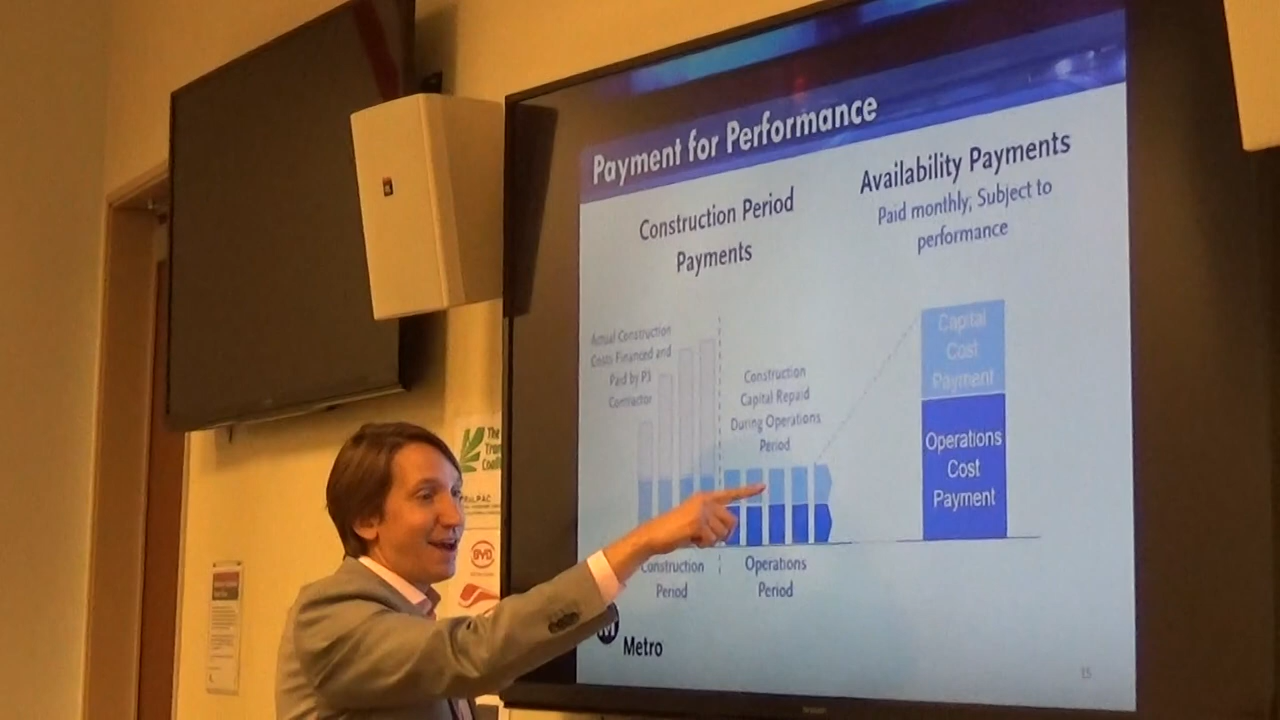 Payment for Performance
Construction Period
Payments
Availability Payments
Paid monthly; Subject to
performance
Actual Construction
Costs Financed and
Paid by P3
Contractor
Construction
Capital Repaid
During Operations
Period
Capital
Cost
Payment
Operations
Cost
Payment
Construction
Period
Operations
Period
M
Metro
15
The
BYD